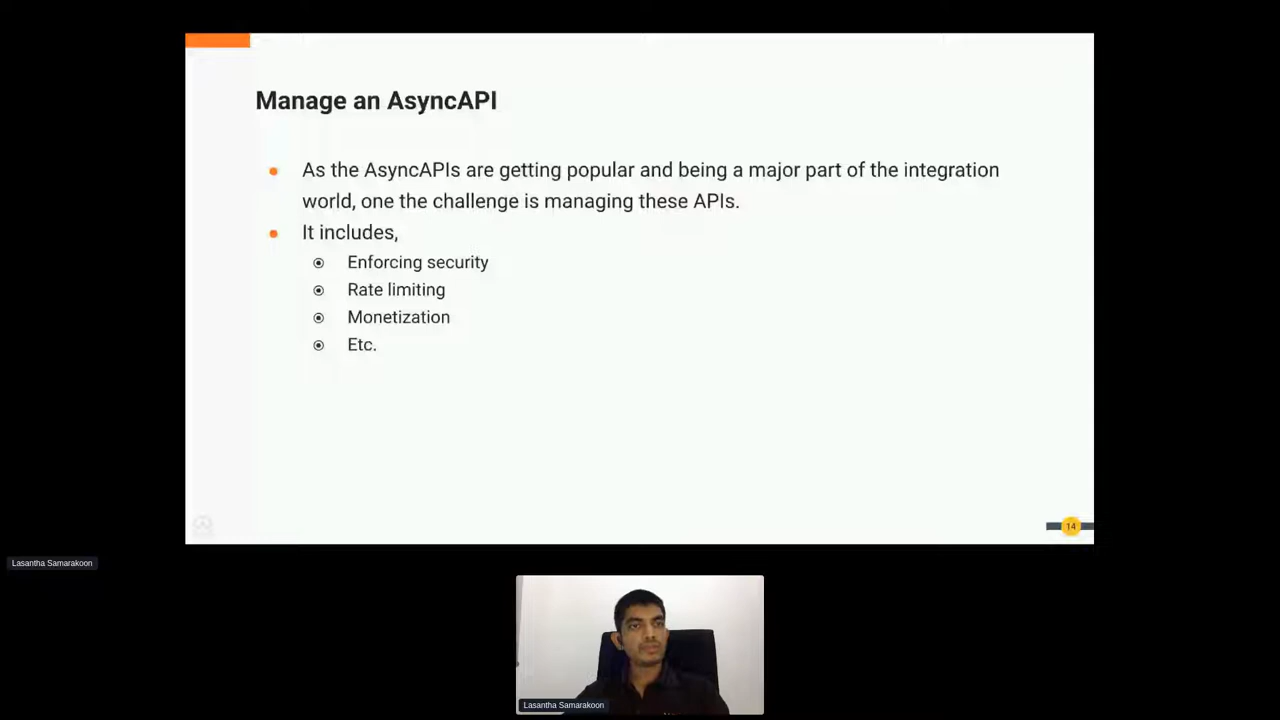 Manage an AsyncAPI
As the AsyncAPIs are getting popular and being a major part of the integration
world, one the challenge is managing these APIs.
It includes,
Enforcing security
Rate limiting
Monetization
Etc.
14
Lasantha Samarakoon
Lasantha Samarakoon